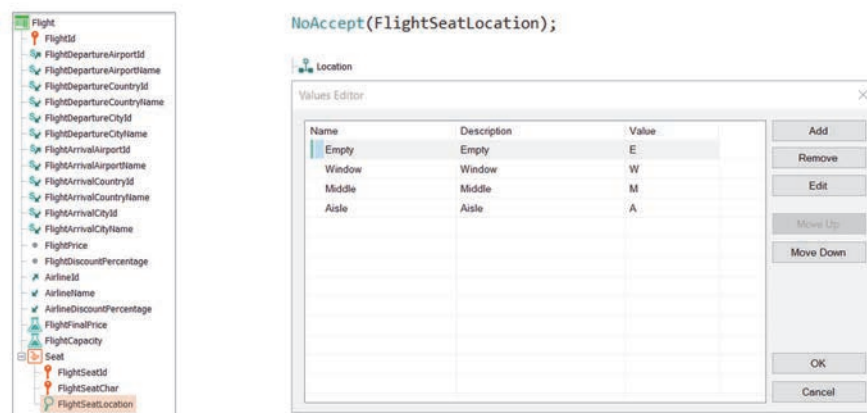 Flight
FlightId
FlightDepartureAirportId
FlightDepartureAirportName
FlightDepartureCountryId
FlightDepartureCountryName
FlightDepartureCityId
FlightDepartureCityName
FlightArrivalAirportId
FlightArrivalAirportName
FlightArrivalCountryId
FlightArrivalCountryName
FlightArrivalCityId
FlightArrivalCityName
FlightPrice
FlightDiscountPercentage
AirlineId
AirlineName
AirlineDiscountPercentage
FlightFinalPrice
FlightCapacity
Seat
FlightSeatId
FlightSeatChar
FlightSeatLocation
NoAccept(FlightSeatLocation);
Location
Values Editor
Name Description Value
Empty Empty E
Window Window W
Middle Middle M
Aisle Aisle A
Add
Remove
Edit
Move Up
Move Down
OK
Cancel